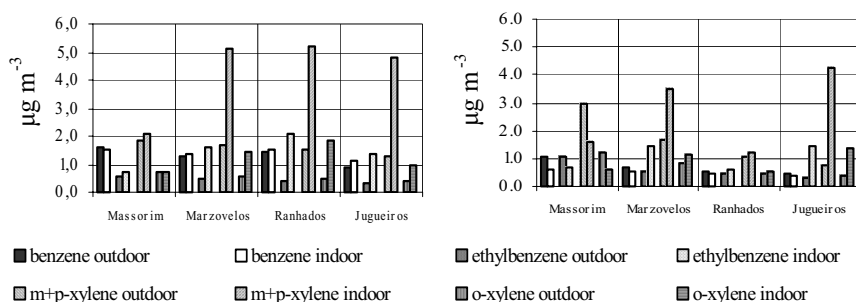 6,0
5,0
4,0
3,0
2,0
1,0
0,0
µg m⁻³
Massorim Marzovelos Ranhados Jugueiros
6.0
5.0
4.0
3.0
2.0
1.0
0.0
µg m⁻³
Massorim Marzovelos Ranhados Jugueiros
benzene outdoor benzene indoor ethylbenzene outdoor ethylbenzene indoor
m+p-xylene outdoor m+p-xylene indoor o-xylene outdoor o-xylene indoor